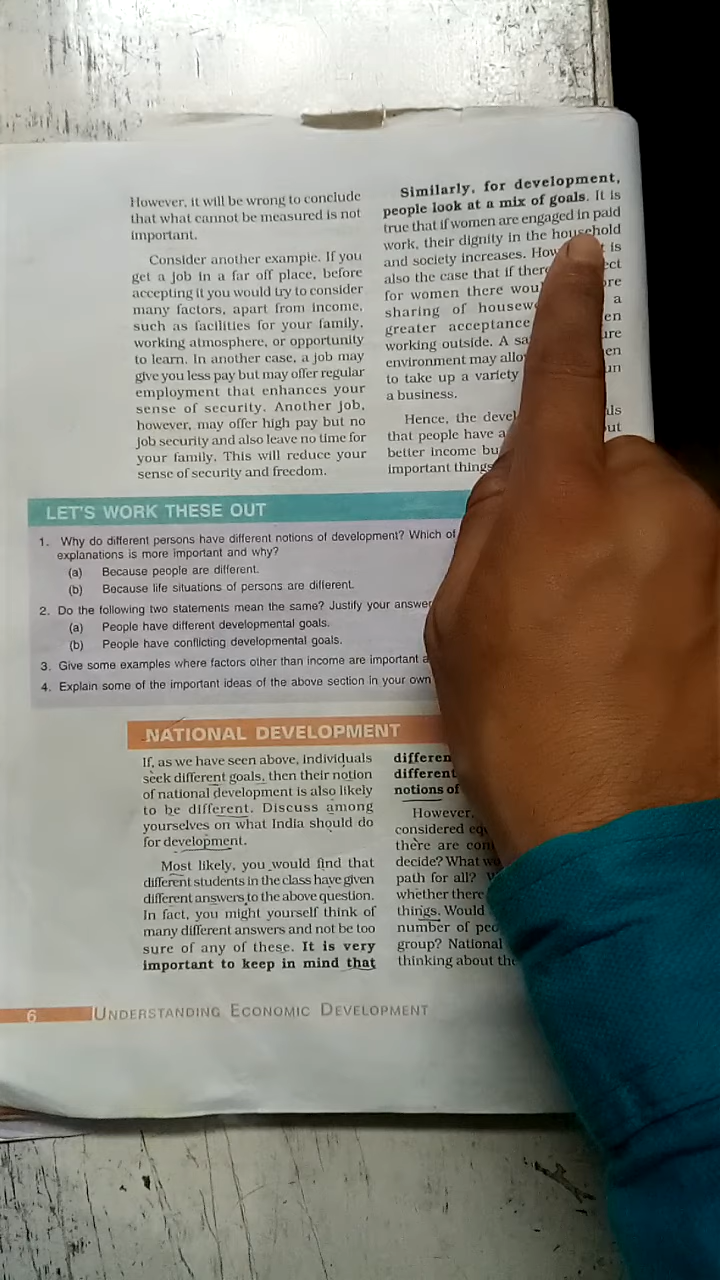 However, it will be wrong to conclude
that what cannot be measured is not
important.
Consider another example. If you
get a job in a far off place, before
accepting it you would try to consider
many factors, apart from income,
such as facilities for your family,
working atmosphere, or opportunity
to learn. In another case, a job may
give you less pay but may offer regular
employment that enhances your
sense of security. Another job,
however, may offer high pay but no
job security and also leave no time for
your family. This will reduce your
sense of security and freedom.
Similarly, for development,
people look at a mix of goals. It is
true that if women are engaged in paid
work, their dignity in the household
and society increases. is
also the case that if
for women there
sharing of a
greater acceptance
working outside. A
environment may
to take up a variety
a business.
Hence, the
that people have a
better income
important things
LET'S WORK THESE OUT
1. Why do different persons have different notions of development? Which of
explanations is more important and why?
(a) Because people are different.
(b) Because life situations of persons are different.
2. Do the following two statements mean the same? Justify your
(a) People have different developmental goals.
(b) People have conflicting developmental goals.
3. Give some examples where factors other than income are important
4. Explain some of the important ideas of the above section in your own
NATIONAL DEVELOPMENT
If, as we have seen above, individuals
seek different goals, then their notion
of national development is also likely
to be different. Discuss among
yourselves on what India should do
for development.
Most likely, you would find that
different students in the class have given
different answers to the above question.
In fact, you might yourself think of
many different answers and not be too
sure of any of these. It is very
important to keep in mind that
different
notions of
However,
considered
there are
decide? What
path for all?
whether there
things. Would
number of
group? National
thinking about
6 UNDERSTANDING ECONOMIC DEVELOPMENT